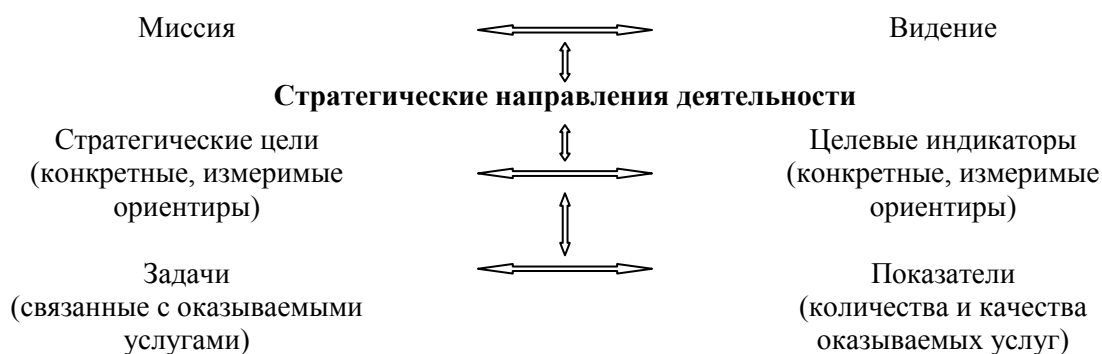 Миссия
Видение
Стратегические направления деятельности
Стратегические цели
(конкретные, измеримые
ориентиры)
Целевые индикаторы
(конкретные, измеримые
ориентиры)
Задачи
(связанные с оказываемыми
услугами)
Показатели
(количества и качества
оказываемых услуг)